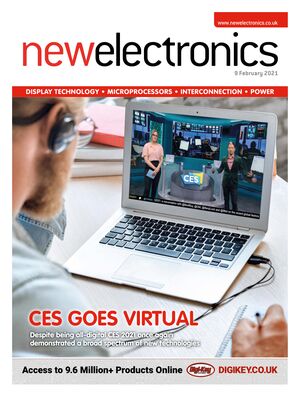 www.newelectronics.co.uk
newelectronics
9 February 2021
DISPLAY TECHNOLOGY • MICROPROCESSORS • INTERCONNECTION • POWER
CES
CES GOES VIRTUAL
Despite being all-digital CES 2021 once again
demonstrated a broad spectrum of new technologies
Access to 9.6 Million+ Products Online
Digi-Key
DIGIKEY.CO.UK